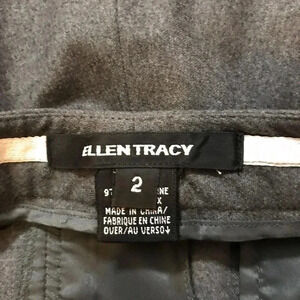 ELLEN TRACY
2
MADE IN CHINA/
FABRIQUE EN CHINE
OVER/AU VERSO↓